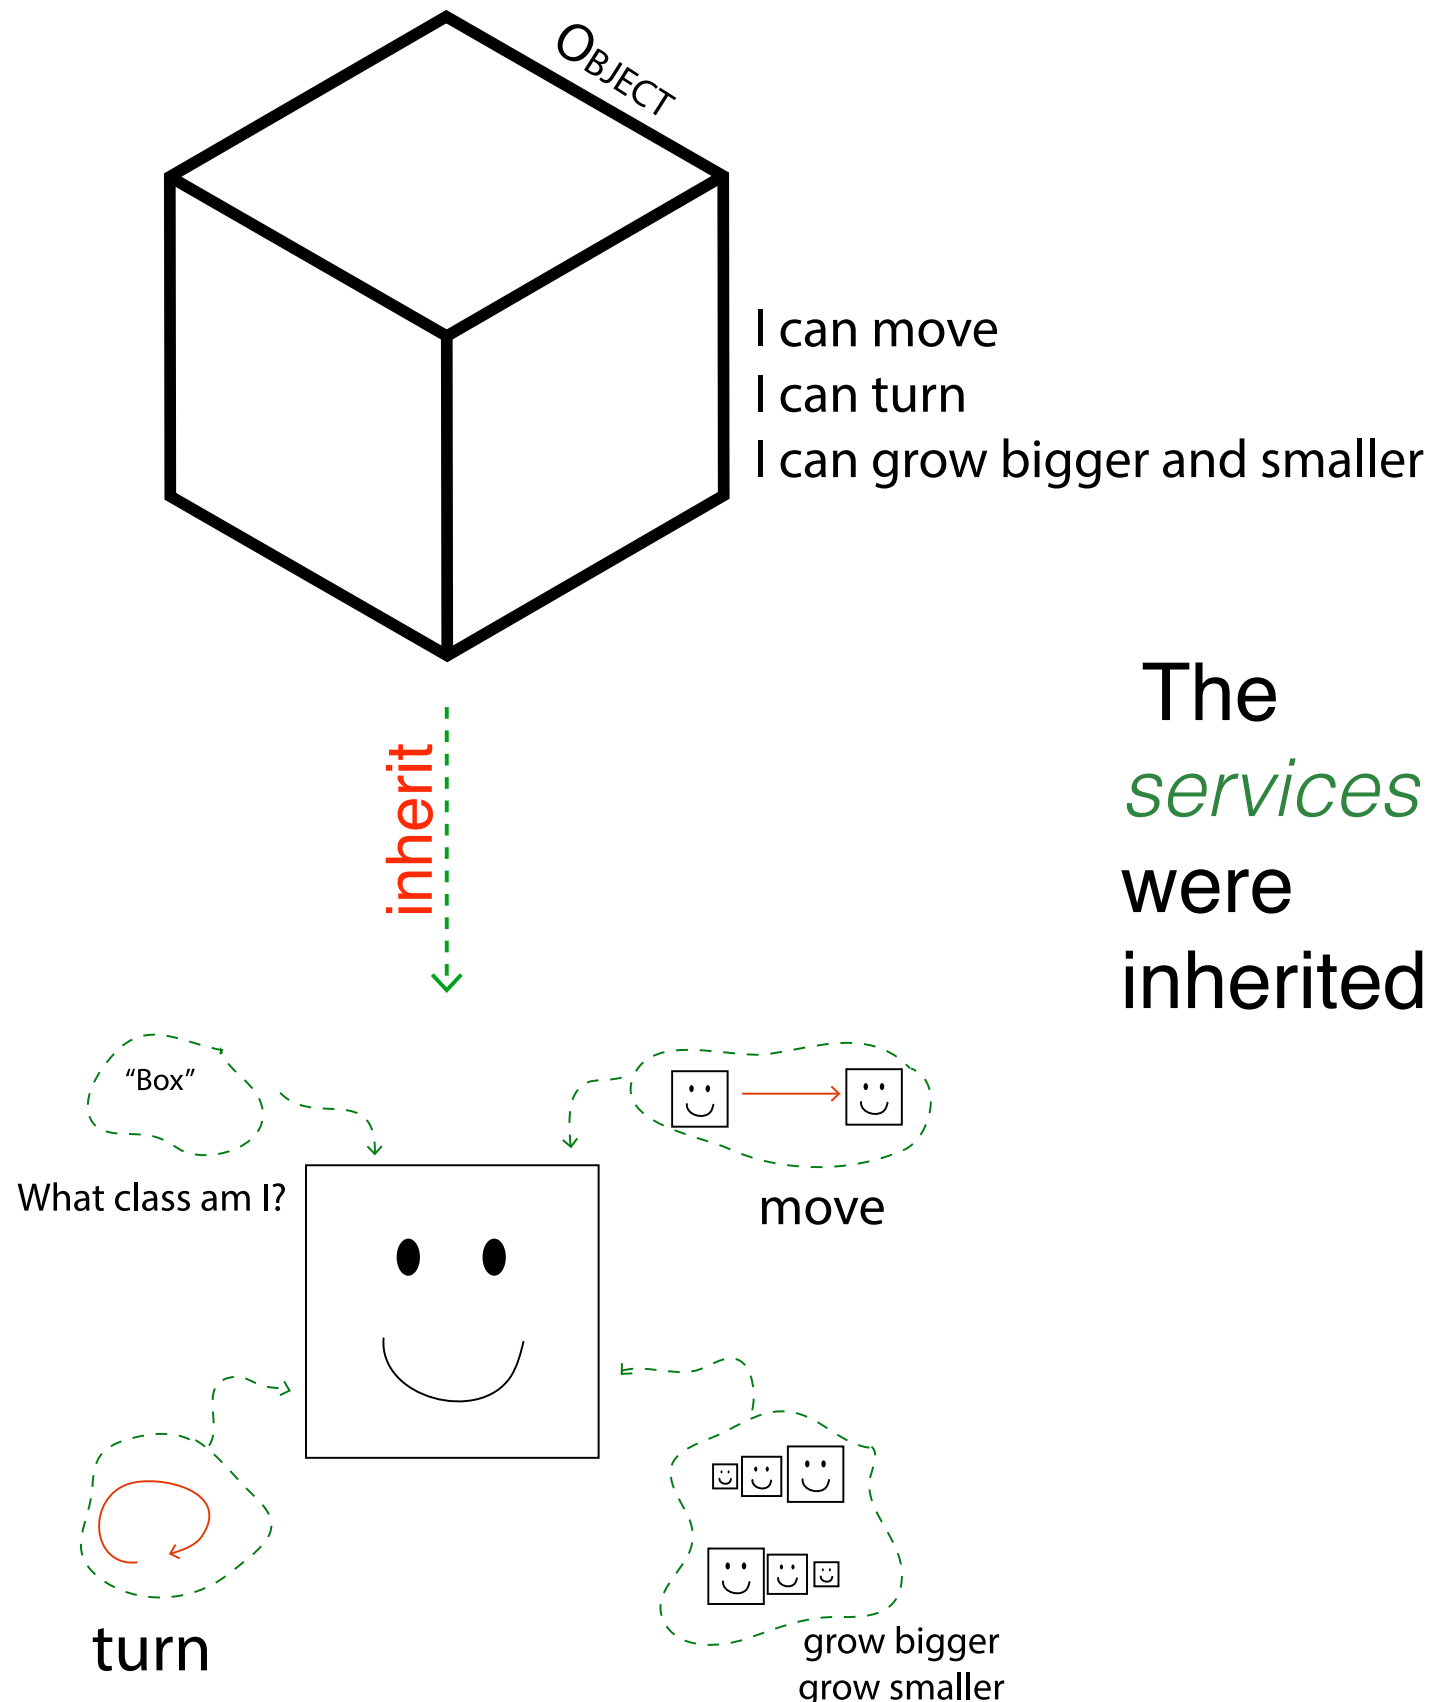 OBJECT
I can move
I can turn
I can grow bigger and smaller
The
services
were
inherited
inherit
“Box”
What class am I?
move
turn
grow bigger
grow smaller